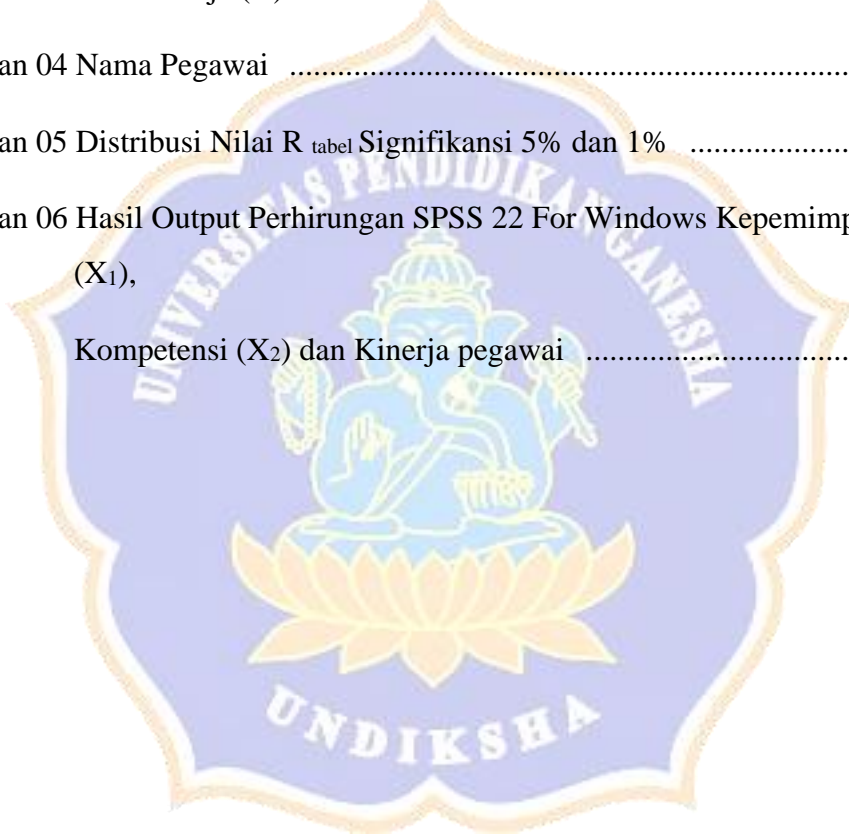 an 04 Nama Pegawai ........................................................................
an 05 Distribusi Nilai R tabel Signifikansi 5% dan 1% ....................
an 06 Hasil Output Perhirungan SPSS 22 For Windows Kepemimp
(X1),
Kompetensi (X2) dan Kinerja pegawai .................................
UNIVERSITAS PENDIDIKAN GANESHA
UNDIKSHA